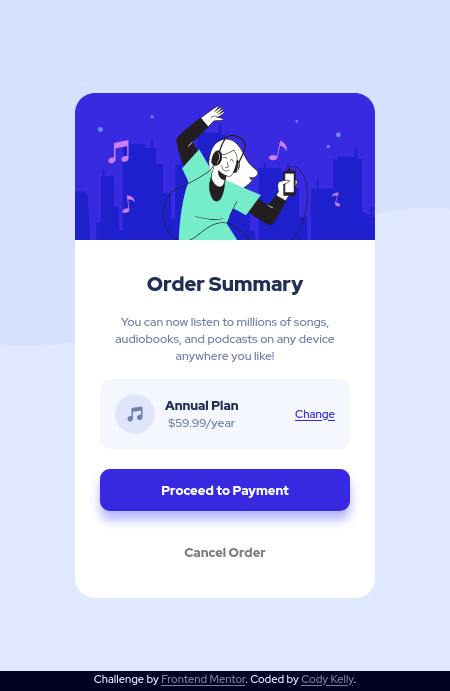 Order Summary
You can now listen to millions of songs,
audiobooks, and podcasts on any device
anywhere you like!
Annual Plan
$59.99/year
Change
Proceed to Payment
Cancel Order
Challenge by Frontend Mentor. Coded by Cody Kelly.